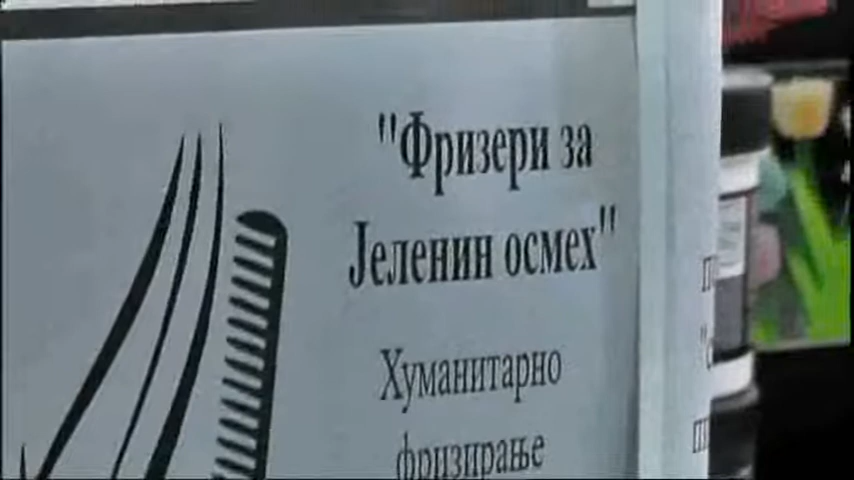 "Фризери за
Јеленин осмех"
Хуманитарно
фризирање